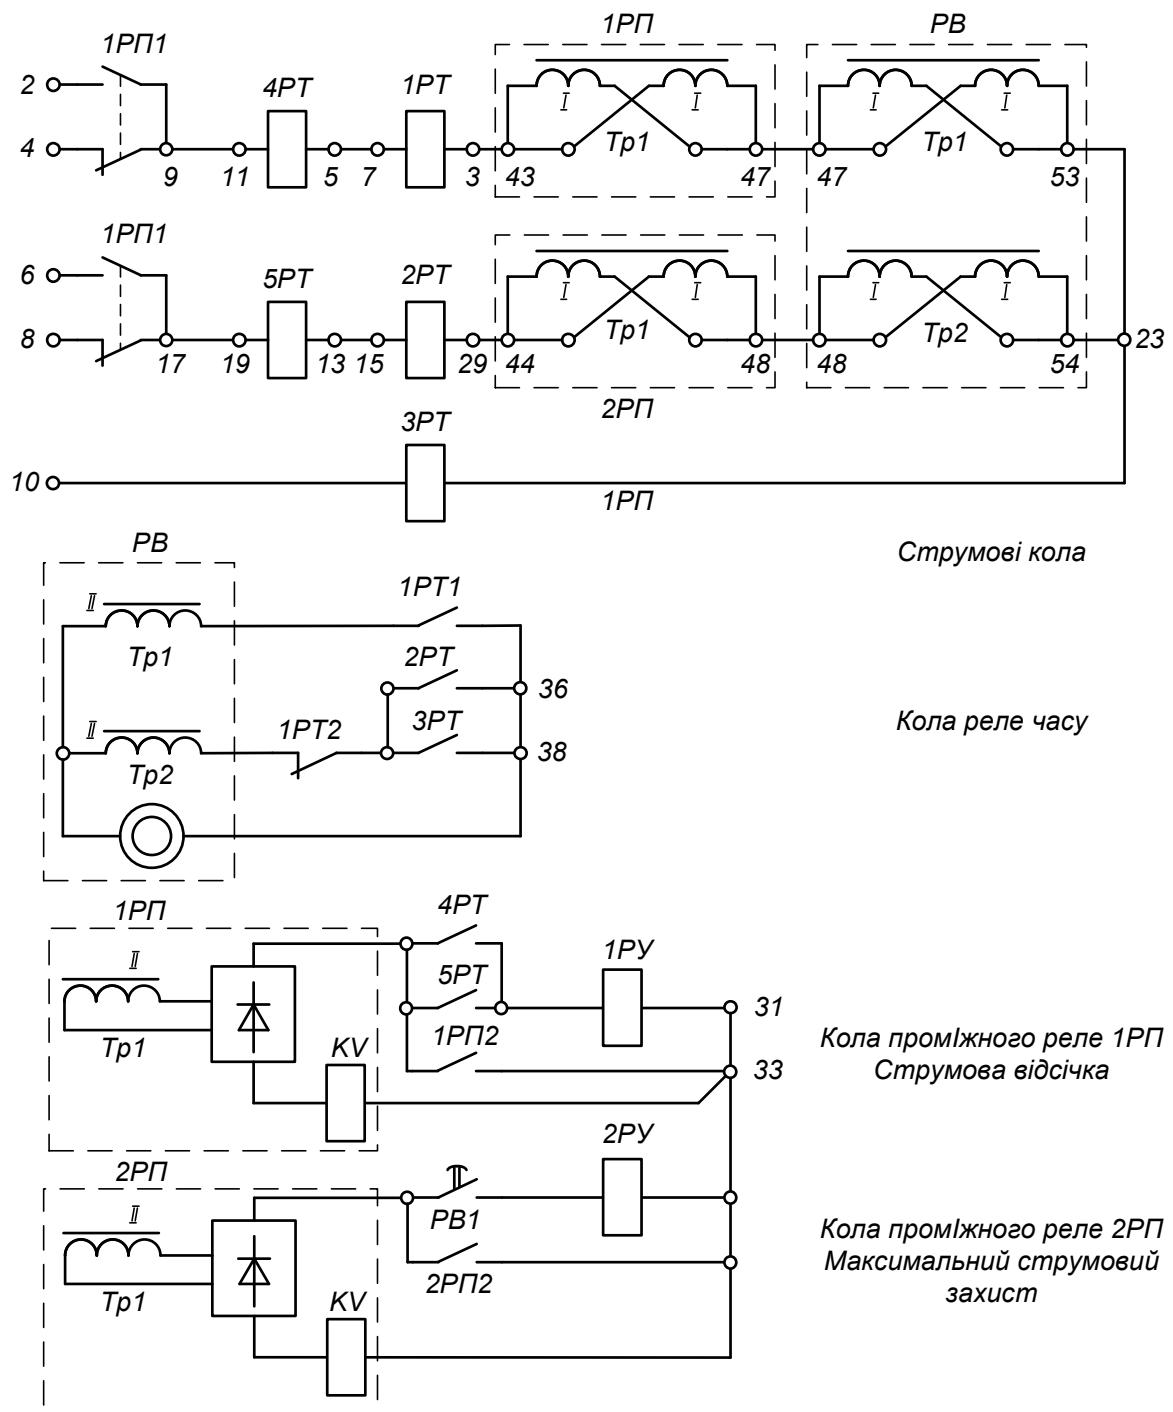 1РП
РВ
1РП1
2
4РТ
1РТ
I
I
I
I
4
Тр1
Тр1
9
11
5
7
3
43
47
47
53
1РП1
6
5РТ
2РТ
I
I
I
I
8
Тр1
Тр2
23
17
19
13
15
29
44
48
48
54
2РП
3РТ
10
1РП
РВ
Струмові кола
II
1РТ1
Тр1
2РТ
36
Кола реле часу
II
1РТ2
3РТ
38
Тр2
1РП
4РТ
II
1РУ
5РТ
31
Тр1
KV
1РП2
33
Кола промІжного реле 1РП
Струмова відсічка
2РП
2РУ
II
РВ1
Кола промІжного реле 2РП
Максимальний струмовий
захист
Тр1
KV
2РП2